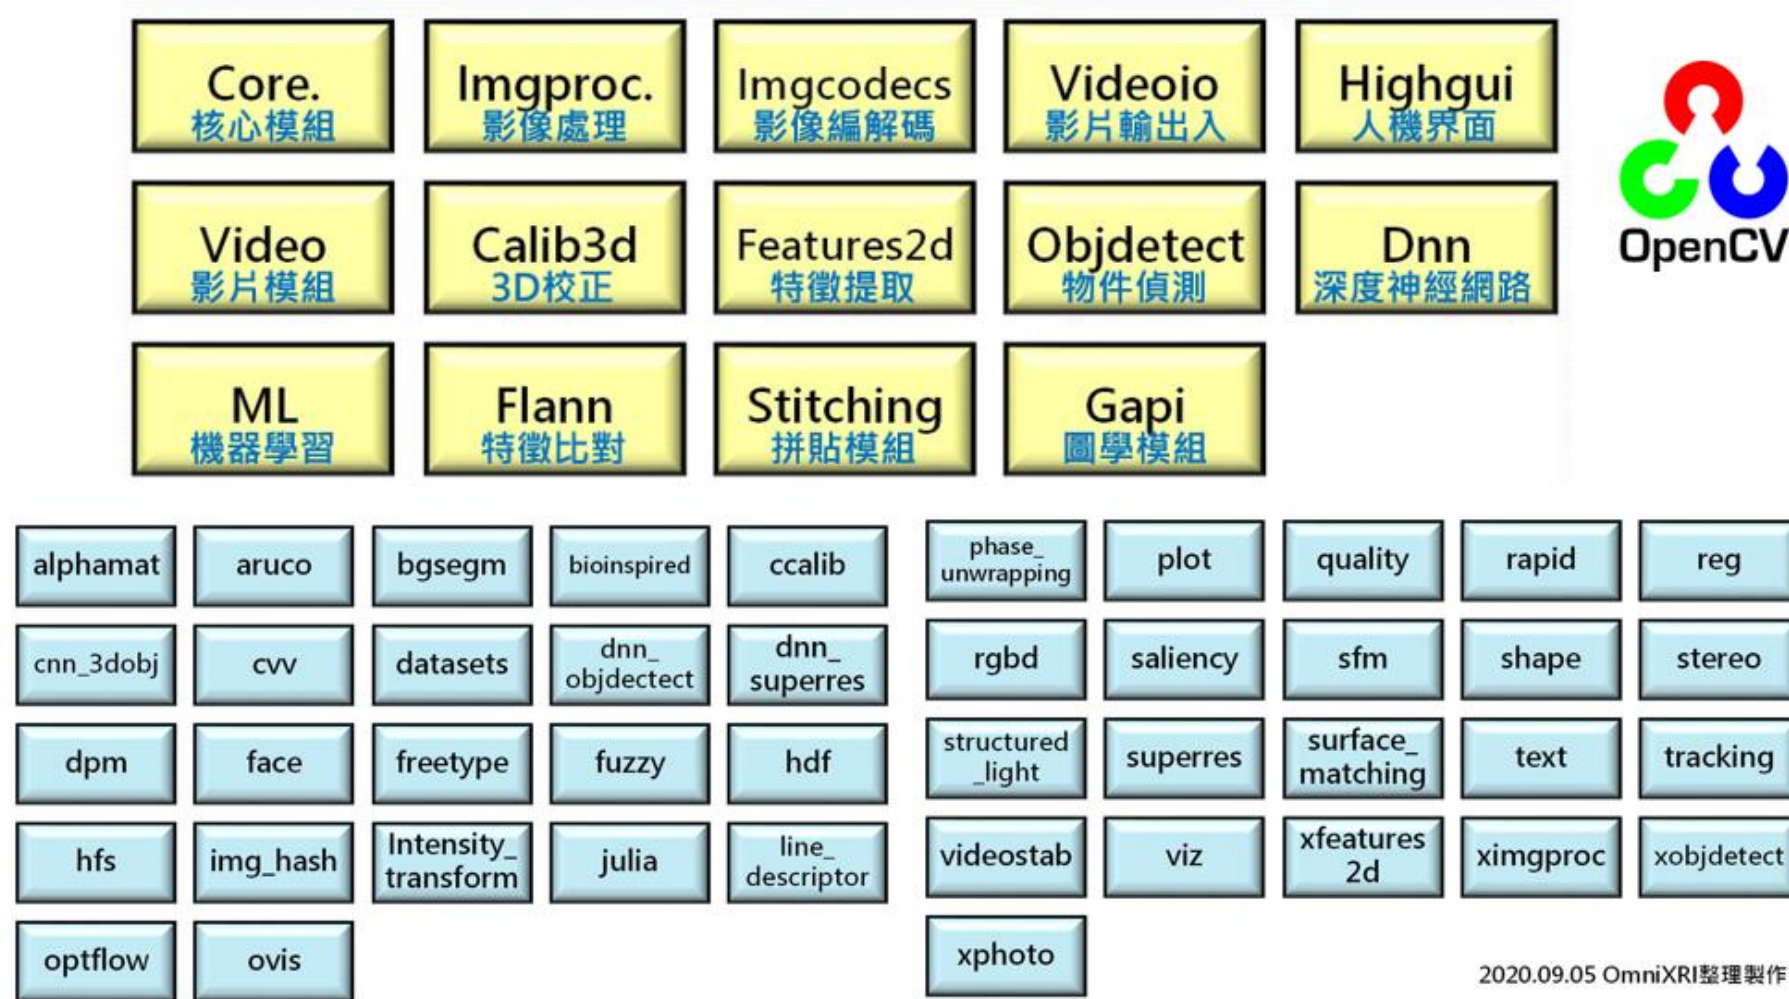 Core.
核心模組
Imgproc.
影像處理
Imgcodecs
影像編解碼
Videoio
影片輸出入
Highgui
人機界面
OpenCV
Video
影片模組
Calib3d
3D校正
Features2d
特徵提取
Objdetect
物件偵測
Dnn
深度神經網路
ML
機器學習
Flann
特徵比對
Stitching
拼貼模組
Gapi
圖學模組
alphamat
aruco
bgsegm
bioinspired
ccalib
cnn_3dobj
cvv
datasets
dnn_
objdectect
dnn_
superres
dpm
face
freetype
fuzzy
hdf
hfs
img_hash
Intensity_
transform
julia
line_
descriptor
optflow
ovis
phase_
unwrapping
plot
quality
rapid
reg
rgbd
saliency
sfm
shape
stereo
structured
_light
superres
surface_
matching
text
tracking
videostab
viz
xfeatures
2d
ximgproc
xobjdetect
xphoto
2020.09.05 OmniXRI整理製作